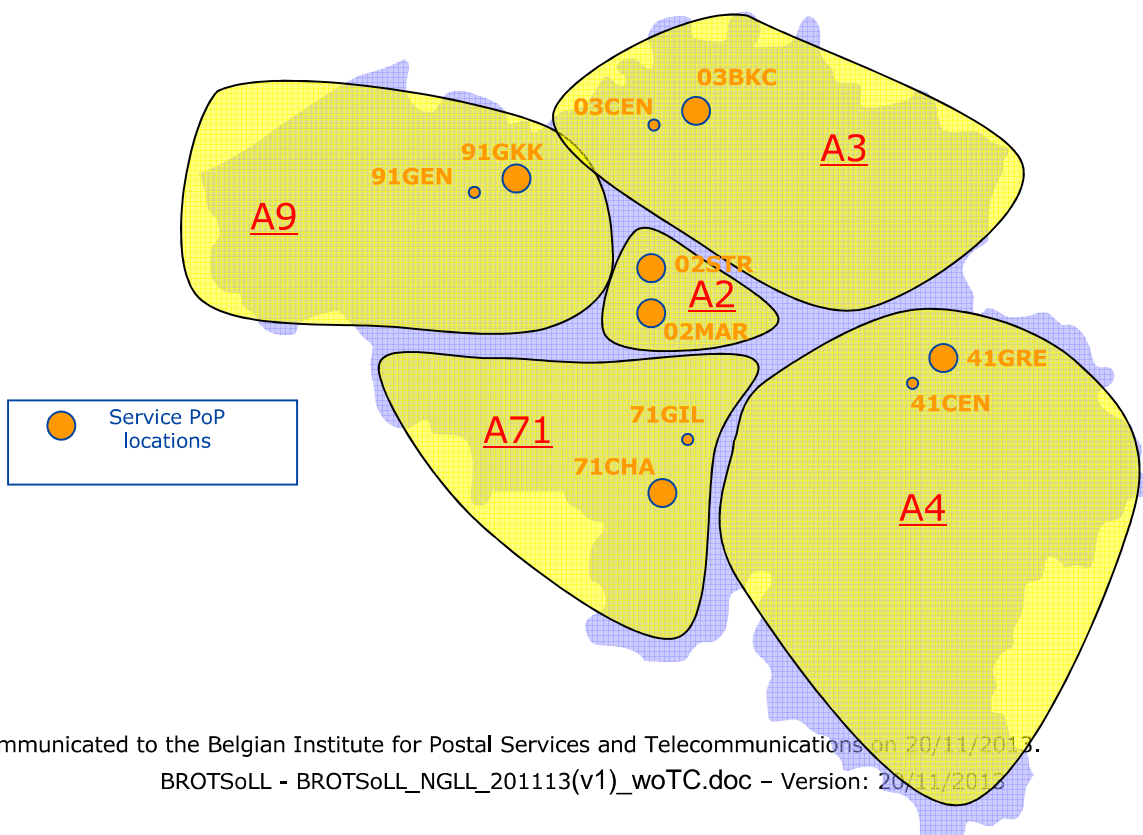 03BKC
03CEN
A3
91GKK
91GEN
A9
02STR
A2
02MAR
41GRE
41CEN
Service PoP
locations
71GIL
A71
71CHA
A4
mmunicated to the Belgian Institute for Postal Services and Telecommunications on 20/11/2013.
BROTSoLL - BROTSoLL_NGLL_201113(v1)_woTC.doc – Version: 20/11/2013